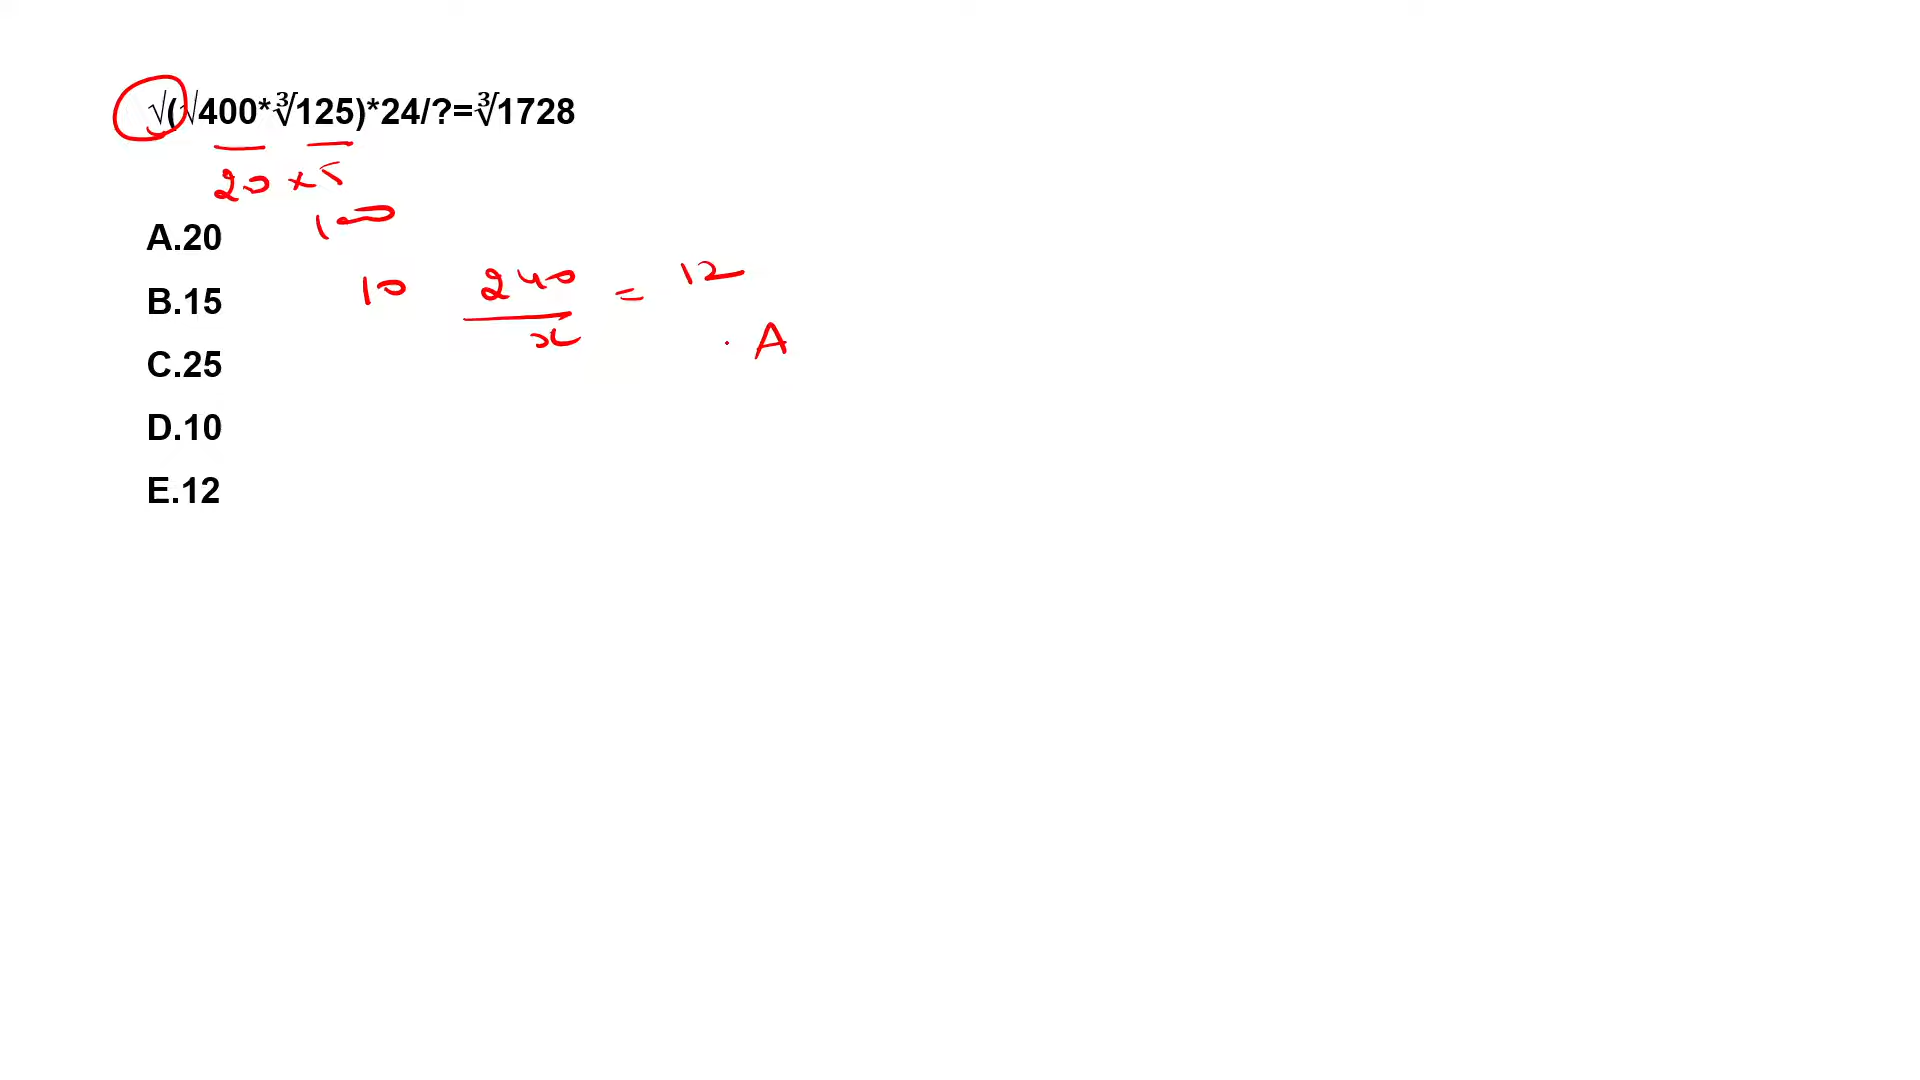 √(√400*∛125)*24/?=∛1728
20 × 5
A.20
100
B.15
10 240/x = 12
A
C.25
D.10
E.12